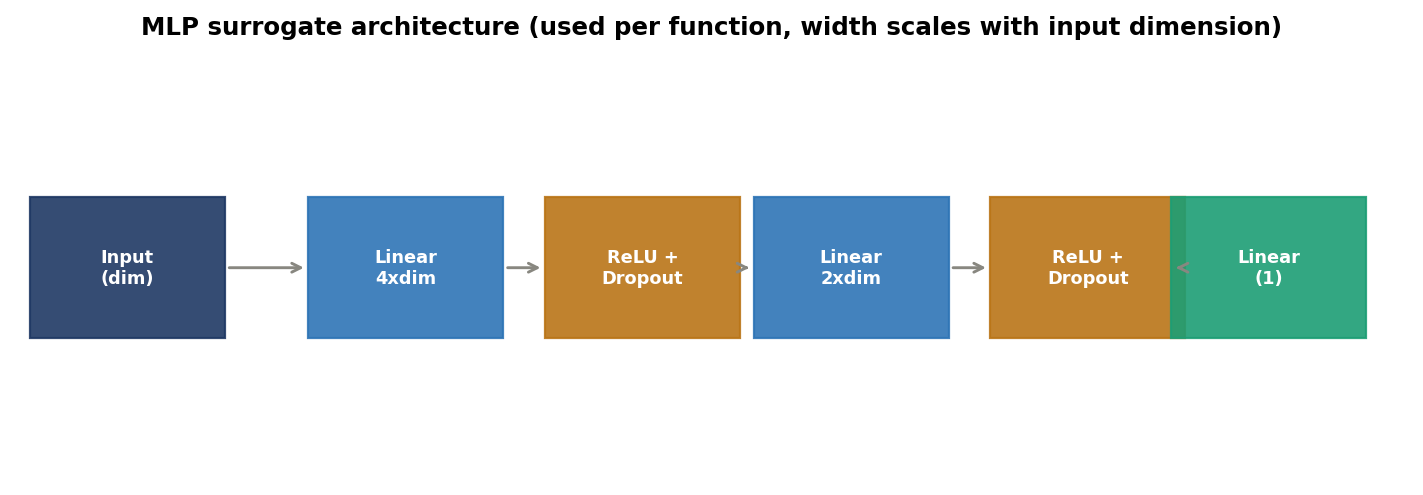 MLP surrogate architecture (used per function, width scales with input dimension)
Input
(dim)
Linear
4xdim
ReLU +
Dropout
Linear
2xdim
ReLU +
Dropout
Linear
(1)